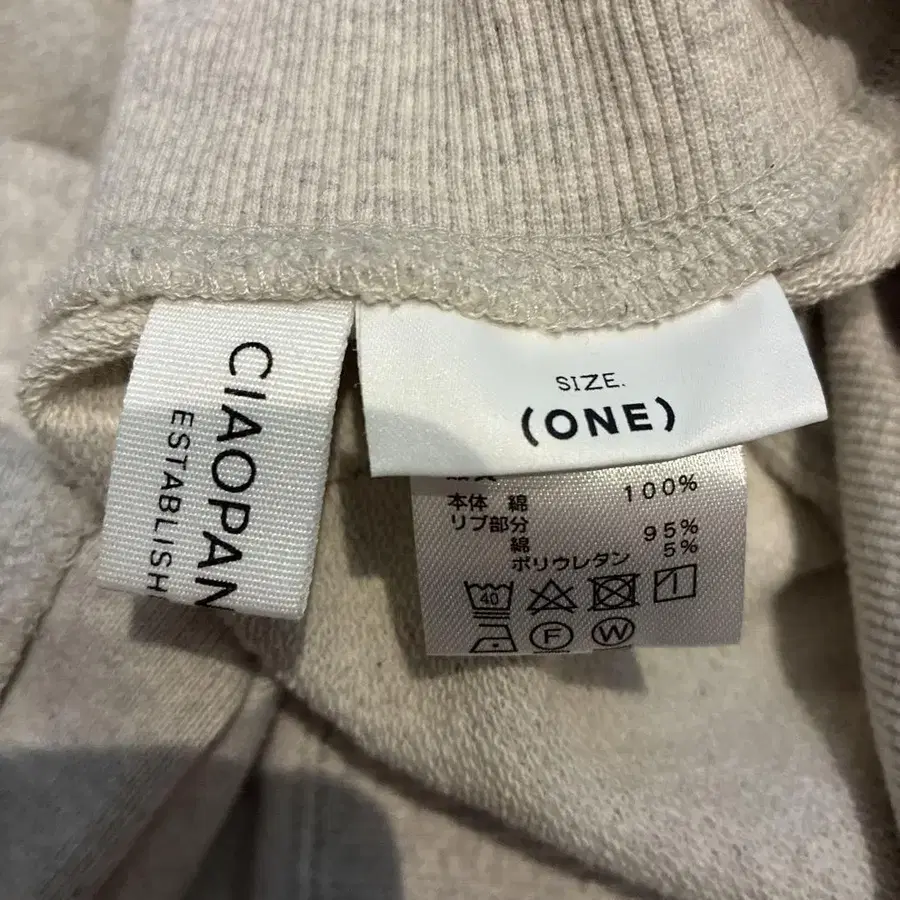 CIAOPAN
ESTABLISH
SIZE.
(ONE)
本体 綿 100%
リブ部分
綿 95%
ポリウレタン 5%
40
F W